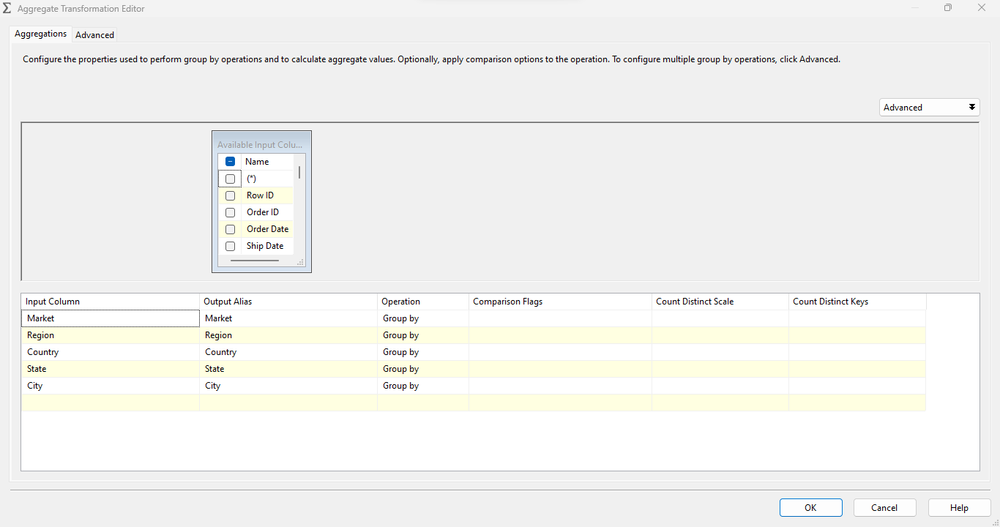 Aggregate Transformation Editor
Aggregations Advanced
Configure the properties used to perform group by operations and to calculate aggregate values. Optionally, apply comparison options to the operation. To configure multiple group by operations, click Advanced.
Advanced
Available Input Colu...
Name
(*)
Row ID
Order ID
Order Date
Ship Date
Input Column Output Alias Operation Comparison Flags Count Distinct Scale Count Distinct Keys
Market Market Group by
Region Region Group by
Country Country Group by
State State Group by
City City Group by
OK Cancel Help